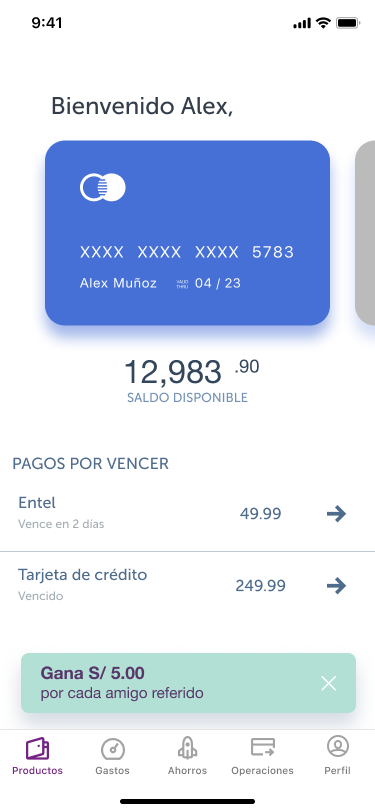 9:41
Bienvenido Alex,
XXXX XXXX XXXX 5783
Alex Muñoz VALID THRU 04 / 23
12,983 .90
SALDO DISPONIBLE
PAGOS POR VENCER
Entel
Vence en 2 días
49.99
Tarjeta de crédito
Vencido
249.99
Gana S/ 5.00
por cada amigo referido
Productos Gastos Ahorros Operaciones Perfil